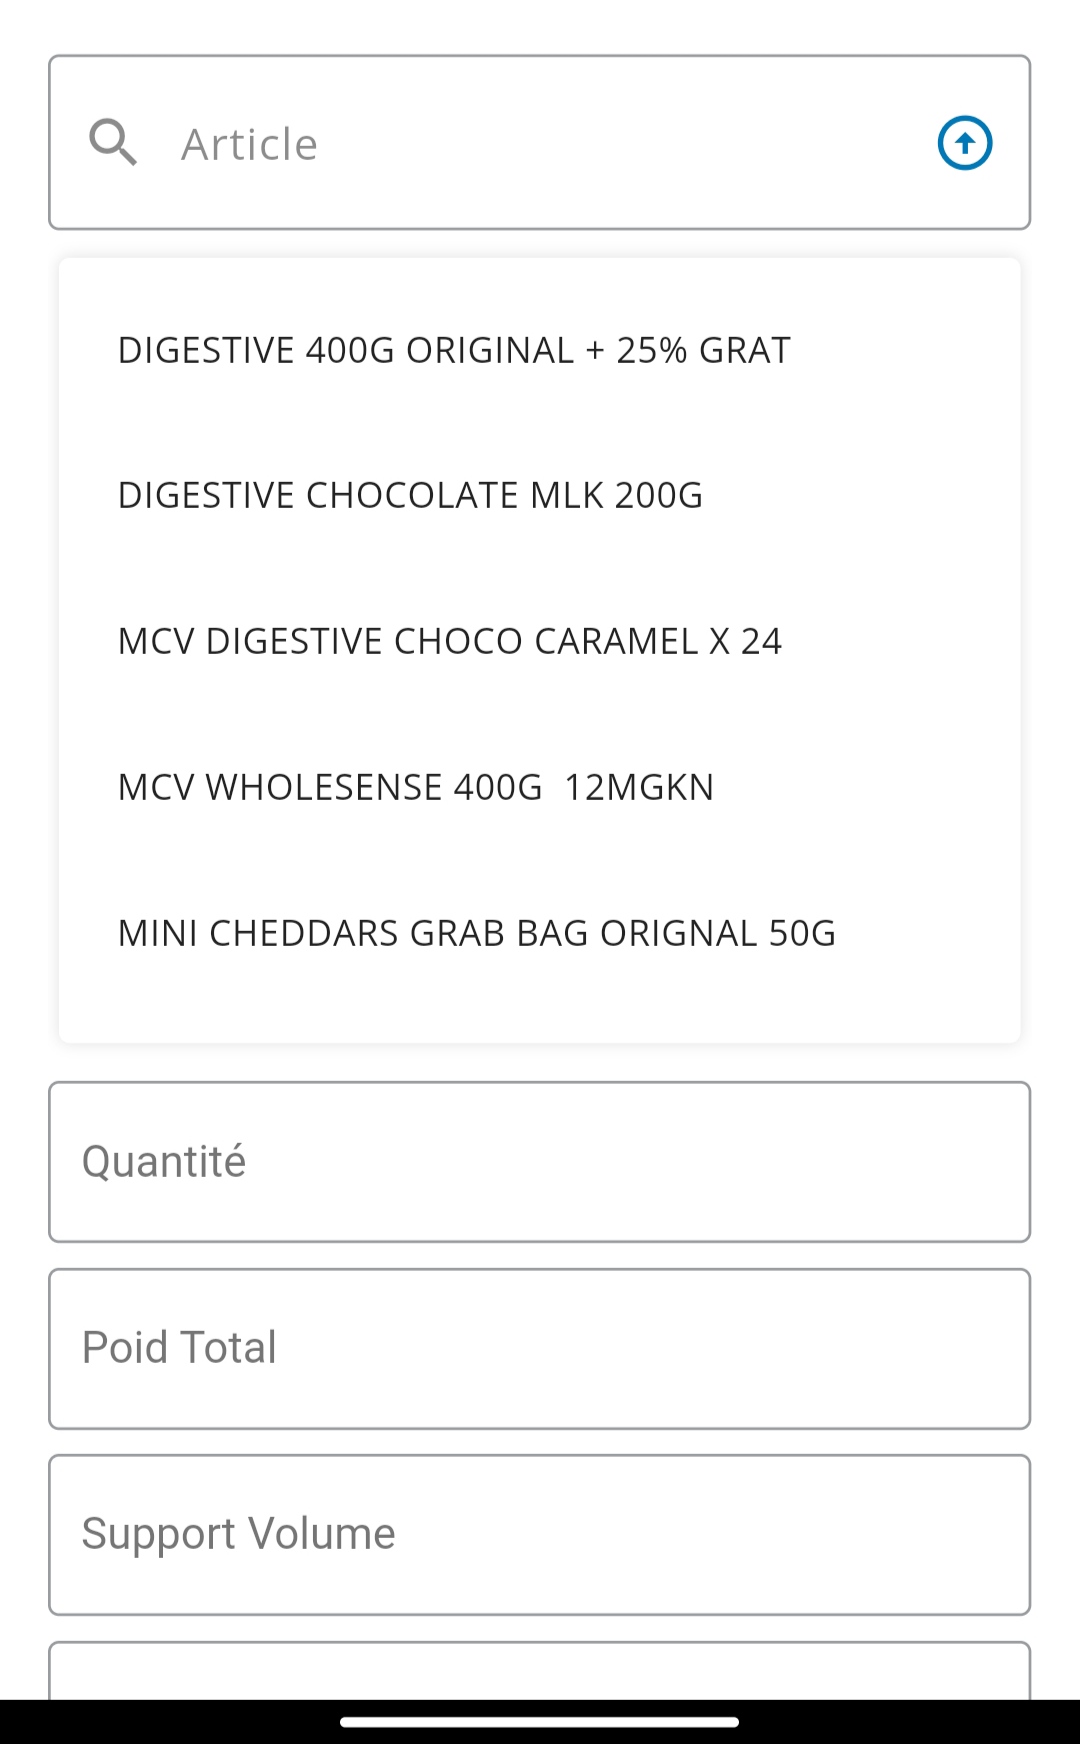 Article
DIGESTIVE 400G ORIGINAL + 25% GRAT
DIGESTIVE CHOCOLATE MLK 200G
MCV DIGESTIVE CHOCO CARAMEL X 24
MCV WHOLESENSE 400G  12MGKN
MINI CHEDDARS GRAB BAG ORIGNAL 50G
Quantité
Poid Total
Support Volume